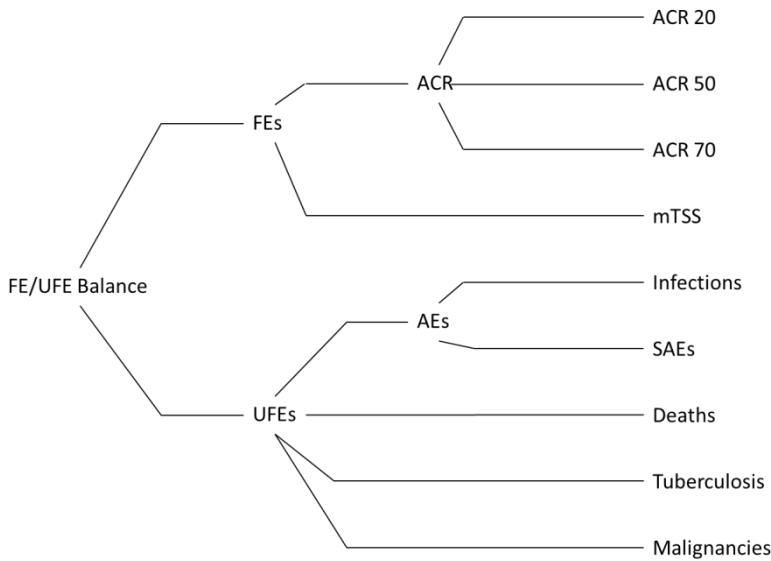 ACR 20
ACR
ACR 50
FEs
ACR 70
mTSS
FE/UFE Balance
Infections
AEs
SAEs
UFEs
Deaths
Tuberculosis
Malignancies